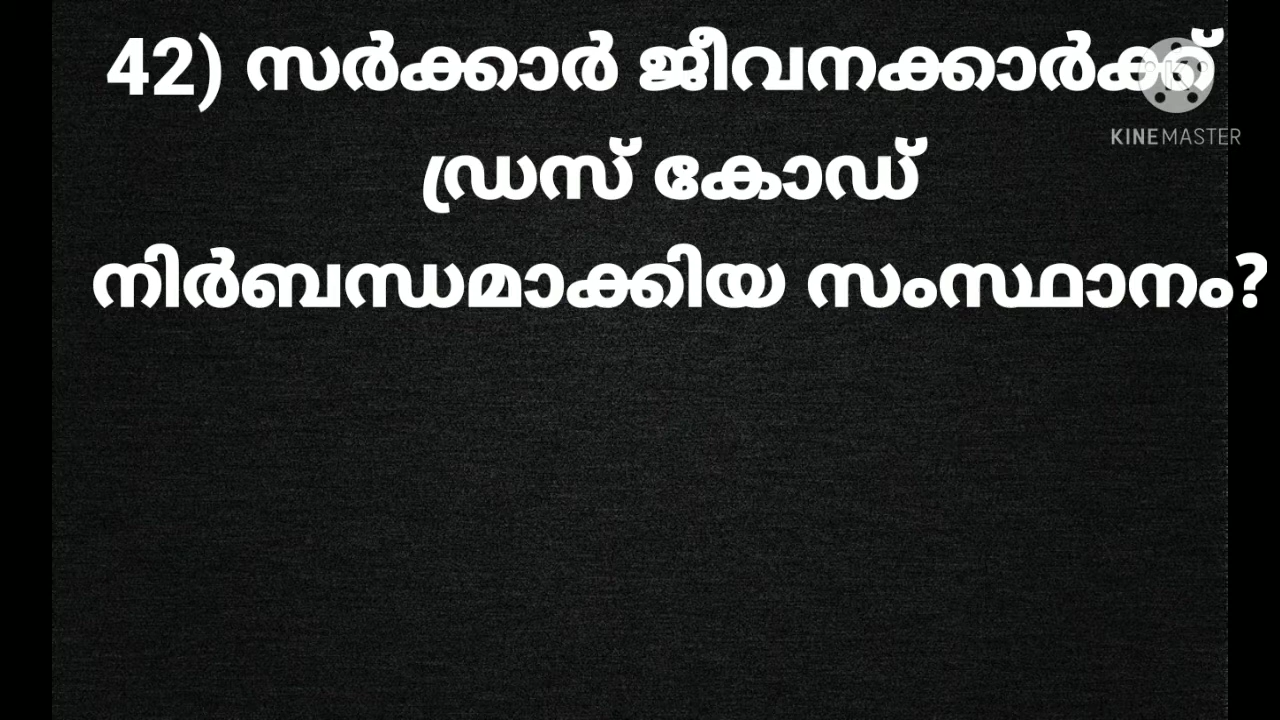 42) സർക്കാർ ജീവനക്കാർക്ക്
ഡ്രസ് കോഡ്
നിർബന്ധമാക്കിയ സംസ്ഥാനം?
KINEMASTER